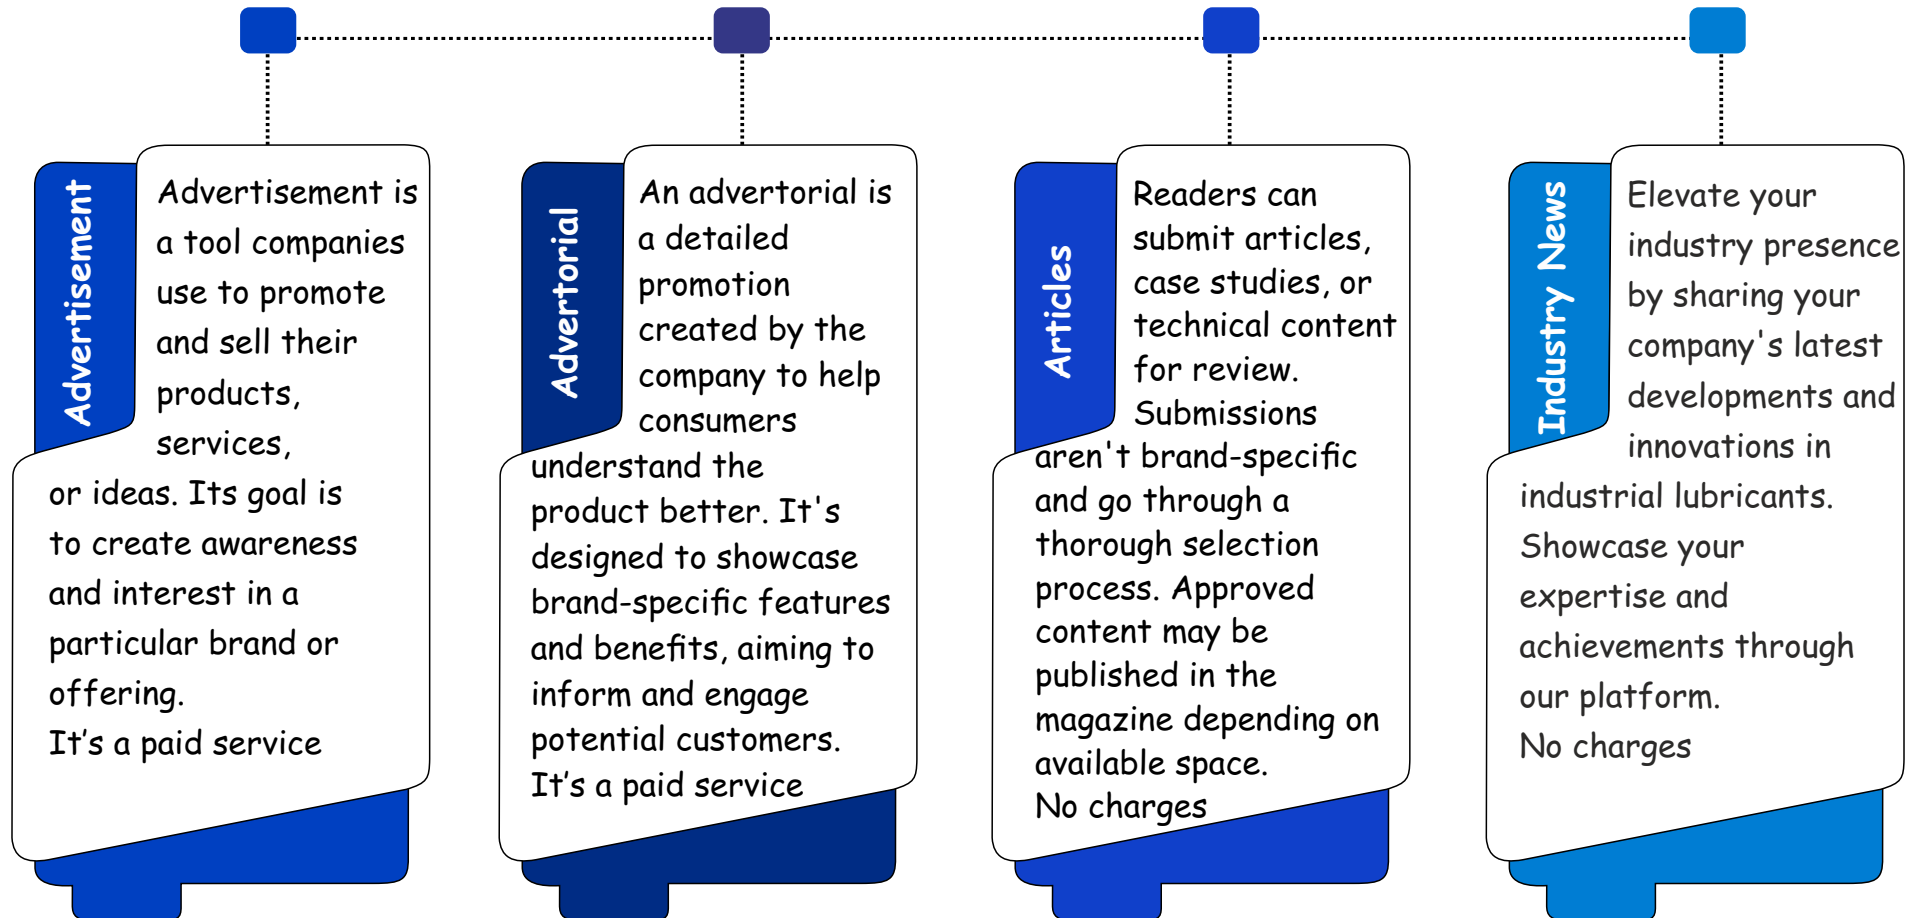 Advertisement
Advertisement is
a tool companies
use to promote
and sell their
products,
services,
or ideas. Its goal is
to create awareness
and interest in a
particular brand or
offering.
It’s a paid service
Advertorial
An advertorial is
a detailed
promotion
created by the
company to help
consumers
understand the
product better. It's
designed to showcase
brand-specific features
and benefits, aiming to
inform and engage
potential customers.
It’s a paid service
Articles
Readers can
submit articles,
case studies, or
technical content
for review.
Submissions
aren't brand-specific
and go through a
thorough selection
process. Approved
content may be
published in the
magazine depending on
available space.
No charges
Industry News
Elevate your
industry presence
by sharing your
company's latest
developments and
innovations in
industrial lubricants.
Showcase your
expertise and
achievements through
our platform.
No charges